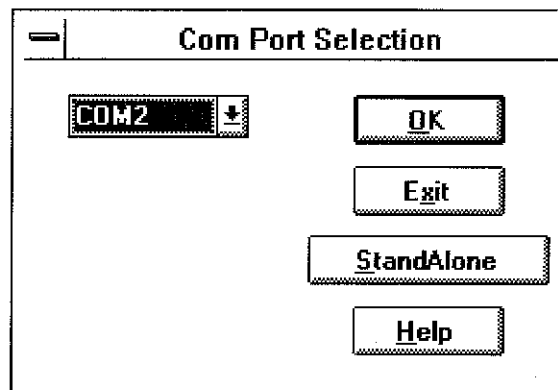 Com Port Selection
COM2
OK
Exit
StandAlone
Help